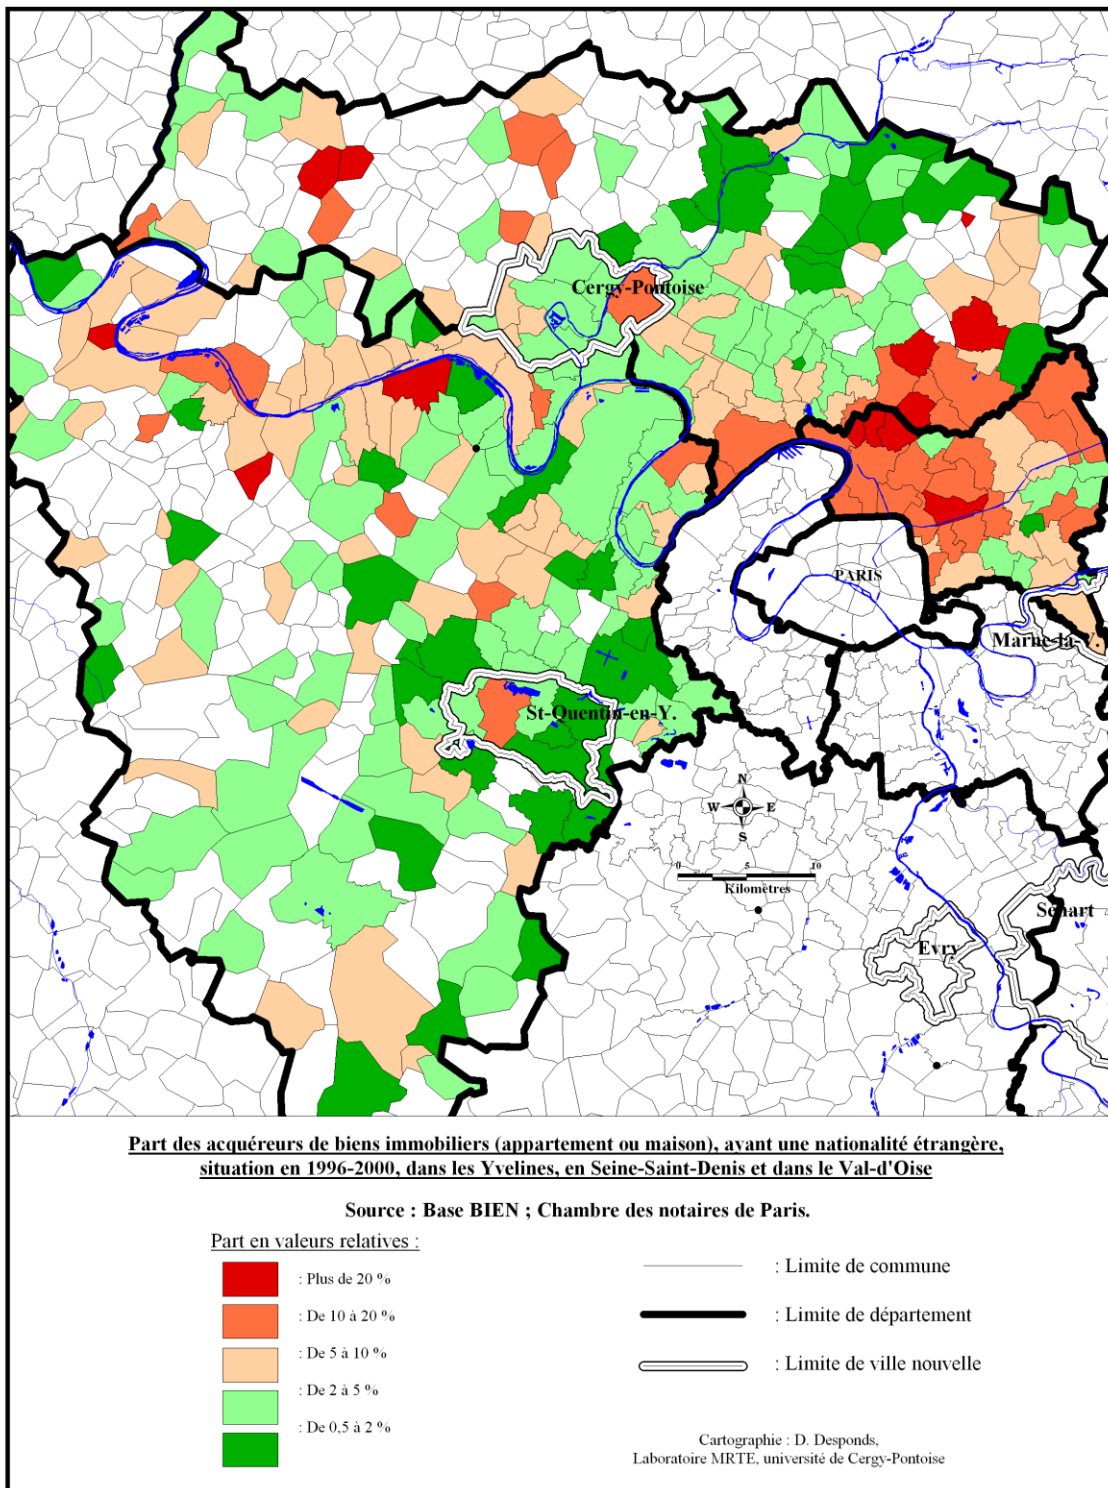 Cergy-Pontoise
PARIS
Marne-la-V.
St-Quentin-en-Y.
N
W E
S
0 5 10
Kilomètres
Sénart
Evry
Part des acquéreurs de biens immobiliers (appartement ou maison), ayant une nationalité étrangère,
situation en 1996-2000, dans les Yvelines, en Seine-Saint-Denis et dans le Val-d'Oise
Source : Base BIEN ; Chambre des notaires de Paris.
Part en valeurs relatives :
: Plus de 20 %
: De 10 à 20 %
: De 5 à 10 %
: De 2 à 5 %
: De 0,5 à 2 %
: Limite de commune
: Limite de département
: Limite de ville nouvelle
Cartographie : D. Desponds,
Laboratoire MRTE, université de Cergy-Pontoise